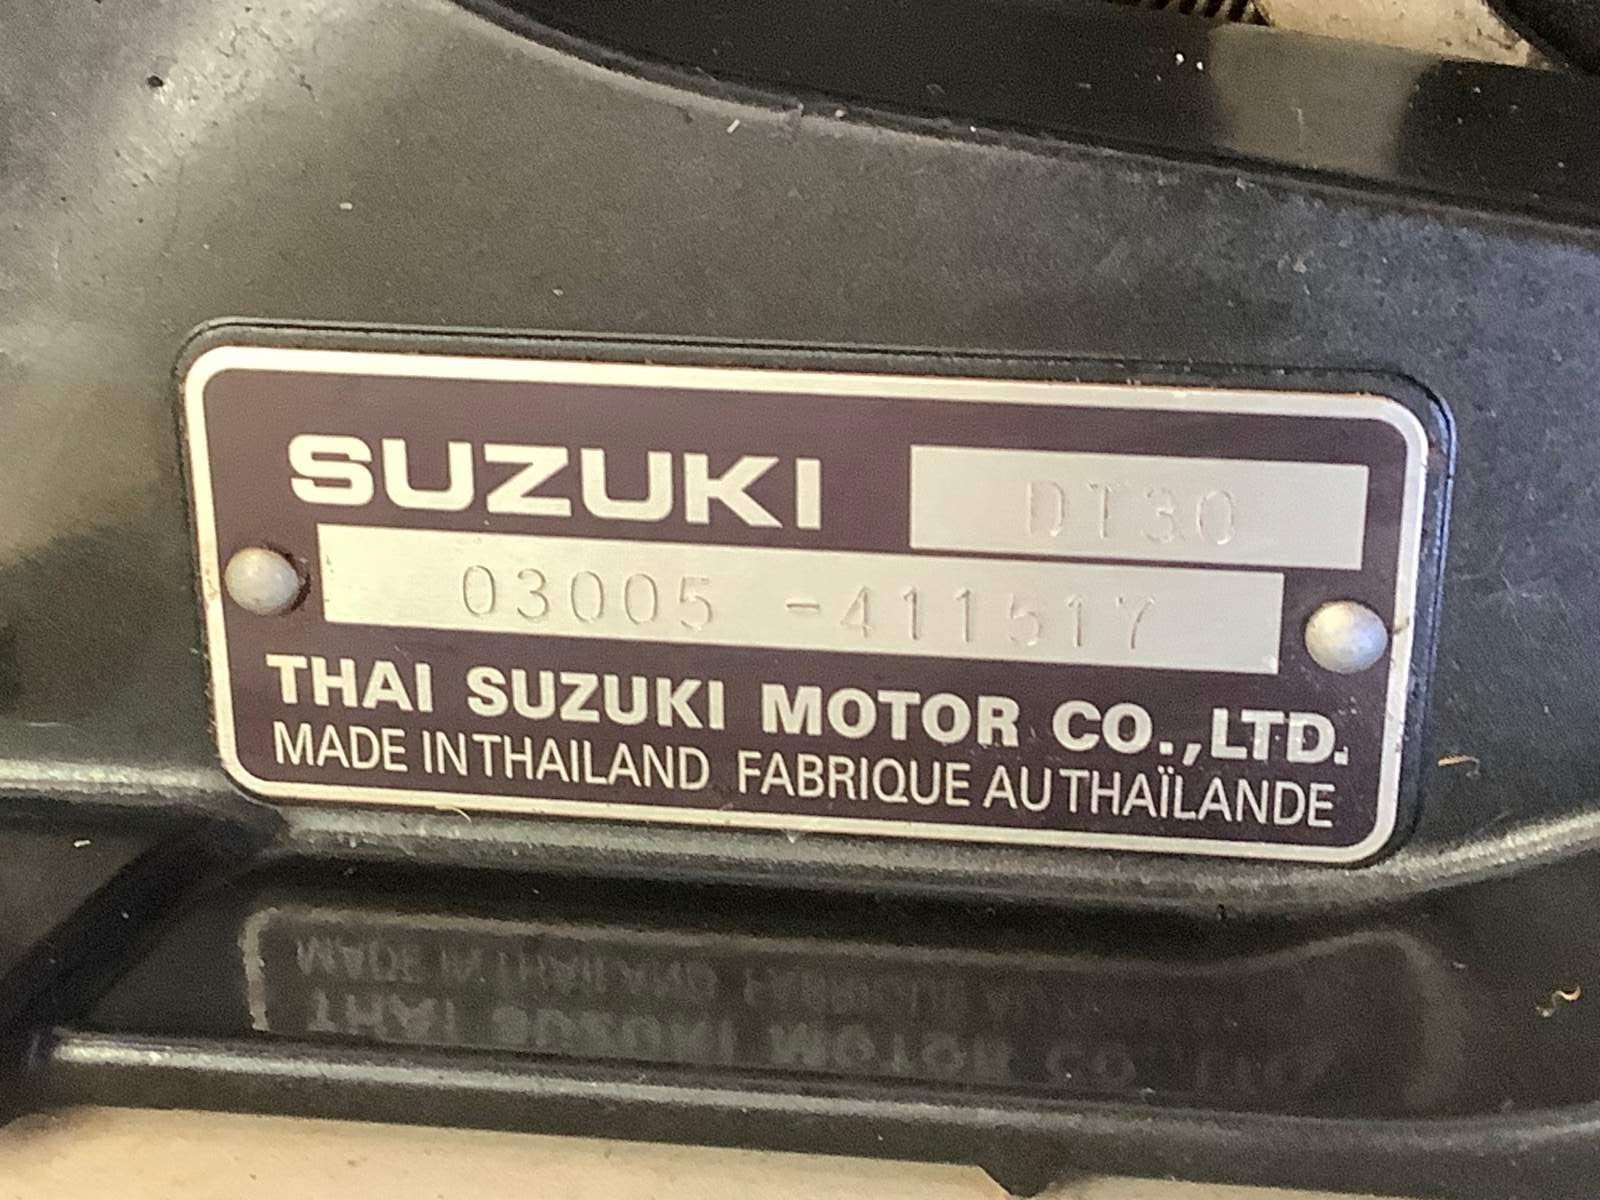 SUZUKI DT30
03005 -411517
THAI SUZUKI MOTOR CO.,LTD.
MADE IN THAILAND FABRIQUE AU THAÏLANDE